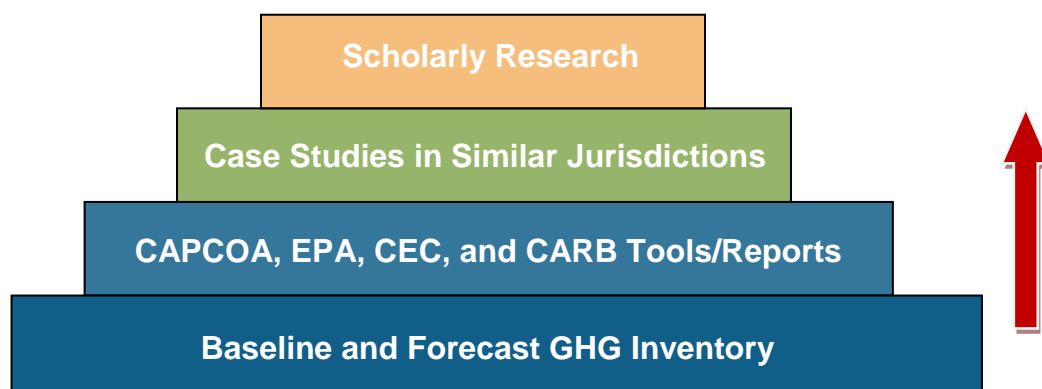 Scholarly Research
Case Studies in Similar Jurisdictions
CAPCOA, EPA, CEC, and CARB Tools/Reports
Baseline and Forecast GHG Inventory